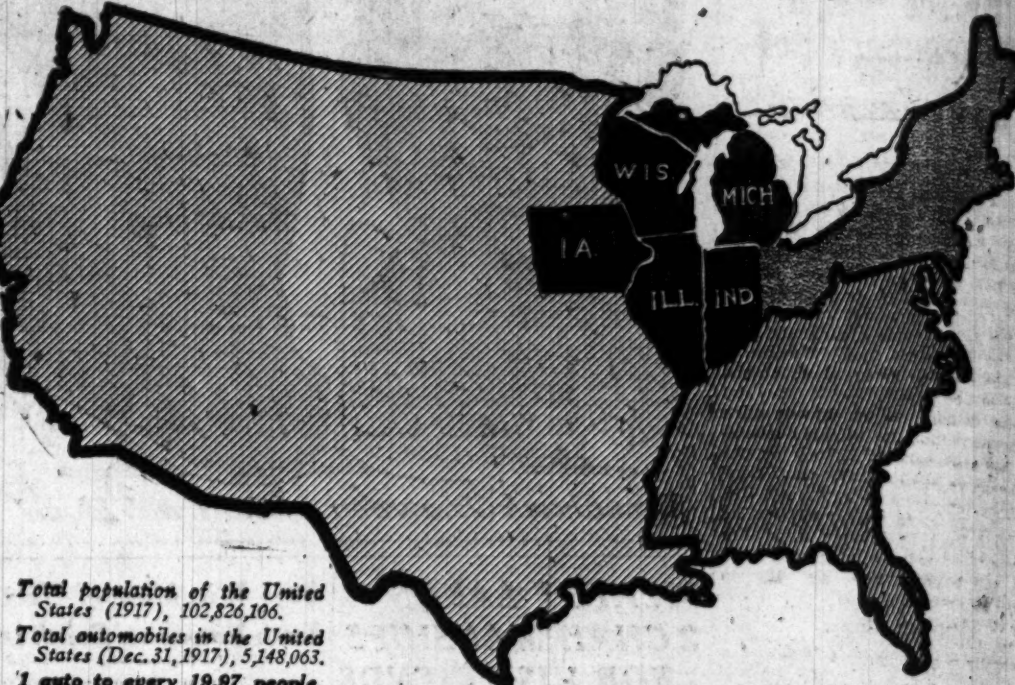 WIS.
MICH
IA.
ILL.
IND
Total population of the United
States (1917), 102,826,106.
Total automobiles in the United
States (Dec. 31, 1917), 5,148,063.
1 auto to every 19.97 people.